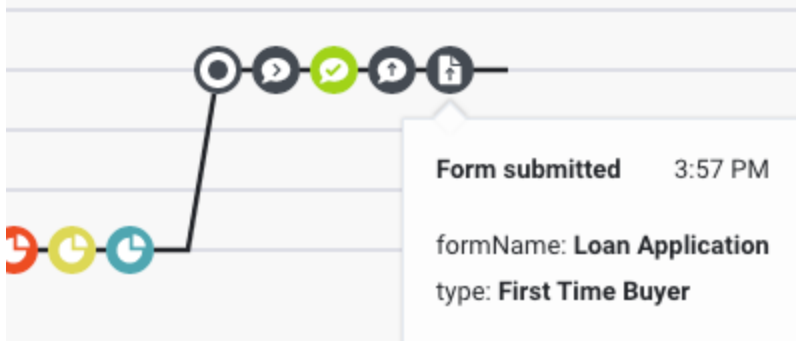 Form submitted 3:57 PM
formName: Loan Application
type: First Time Buyer